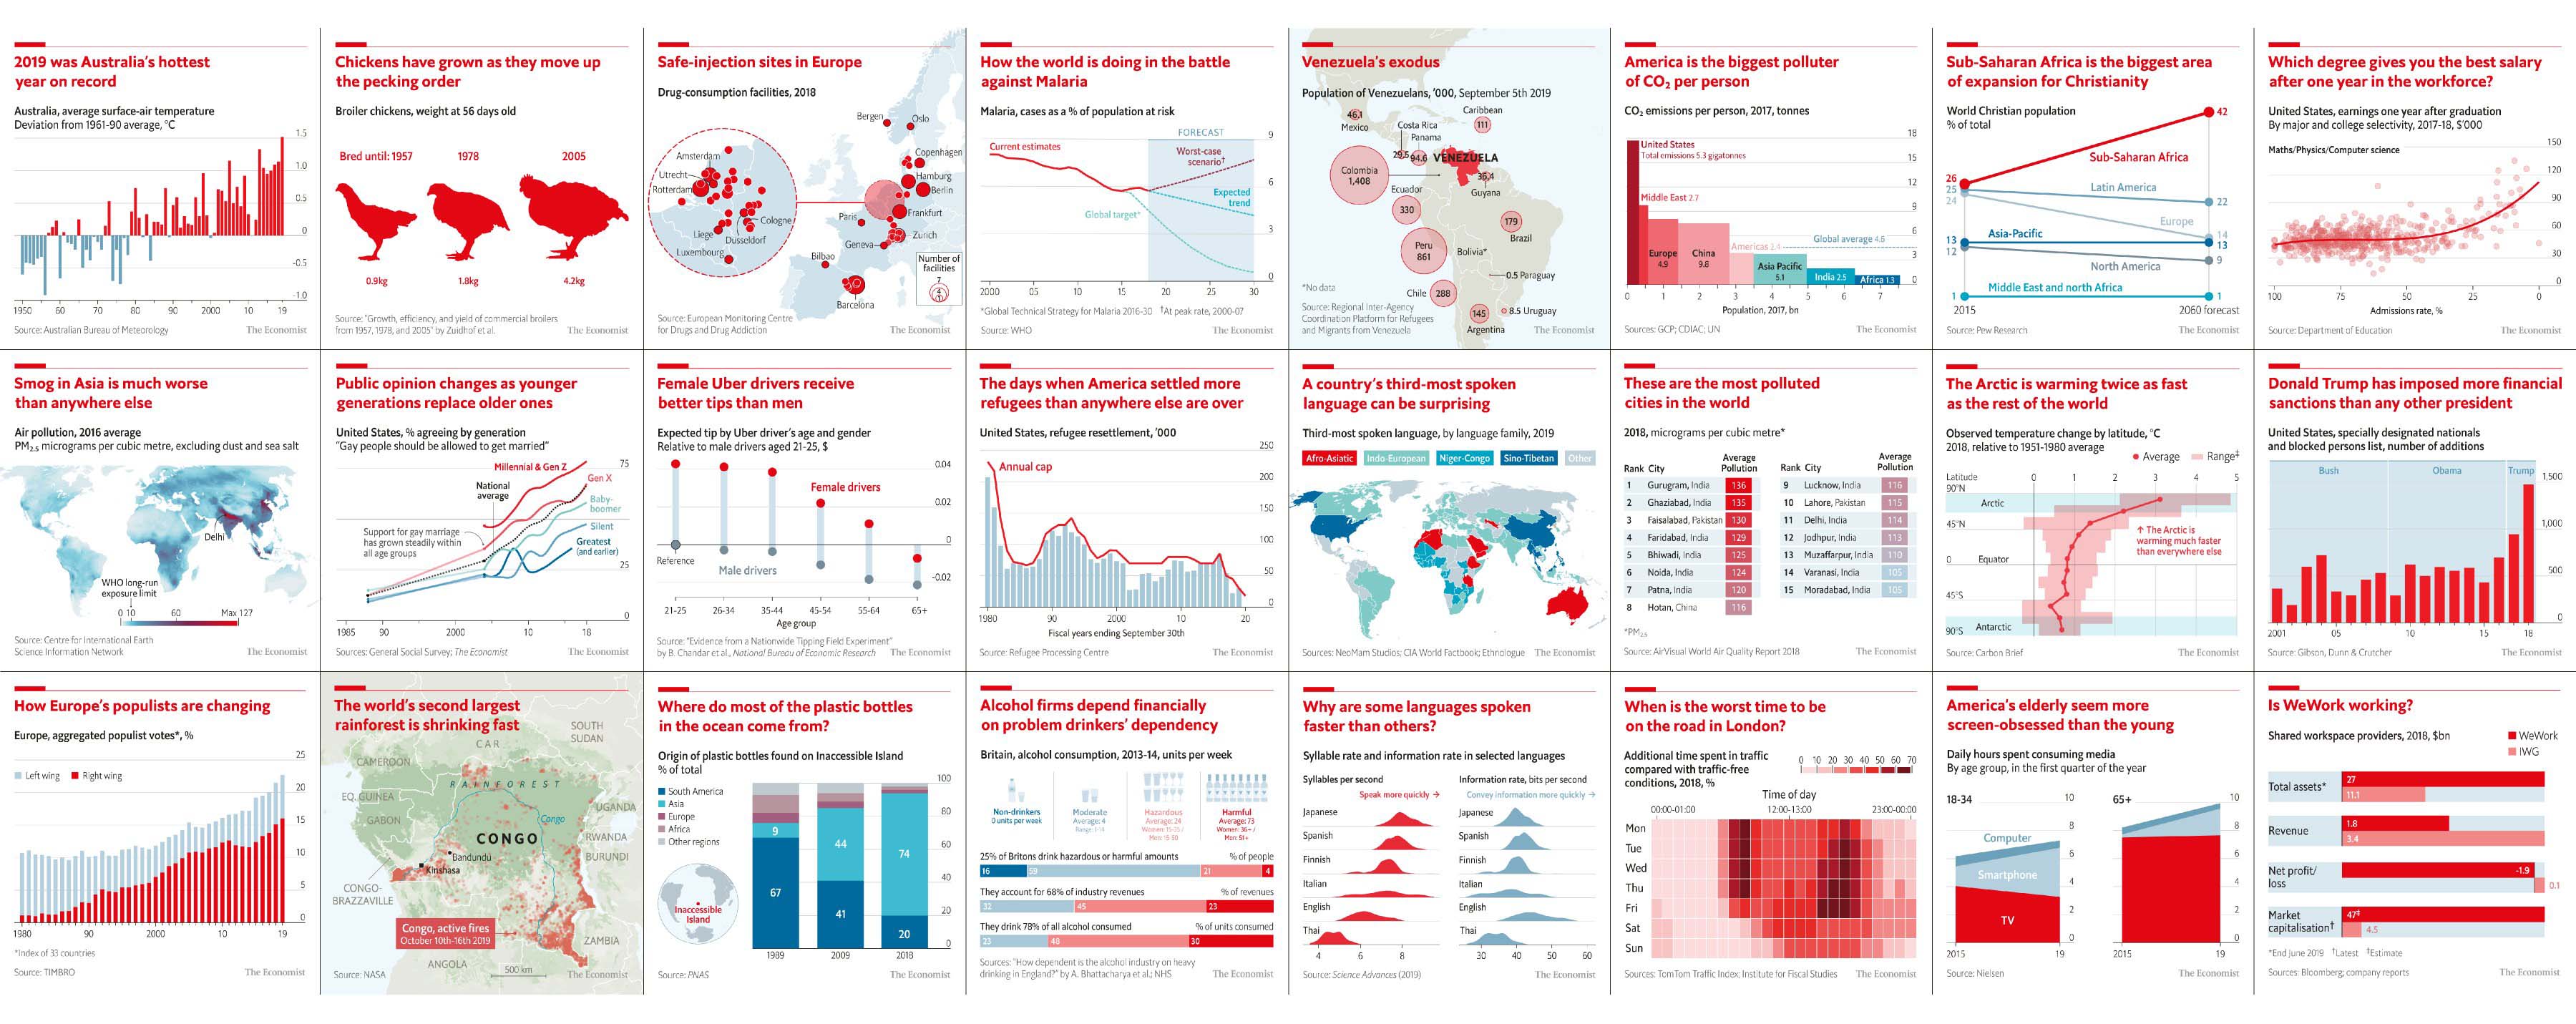 2019 was Australia's hottest
year on record
Australia, average surface-air temperature
Deviation from 1961-90 average, °C
1.5
1.0
0.5
0
-0.5
-1.0
1950 60 70 80 90 2000 10 19
Source: Australian Bureau of Meteorology The Economist
Chickens have grown as they move up
the pecking order
Broiler chickens, weight at 56 days old
Bred until: 1957 1978 2005
0.9kg 1.8kg 4.2kg
Source: "Growth, efficiency, and yield of commercial broilers
from 1957, 1978, and 2005" by Zuidhof et al. The Economist
Safe-injection sites in Europe
Drug-consumption facilities, 2018
Bergen
Oslo
Copenhagen
Hamburg
Berlin
Amsterdam
Utrecht
Rotterdam
Cologne
Liege
Düsseldorf
Luxembourg
Paris
Frankfurt
Zurich
Geneva
Bilbao
Barcelona
Number of
facilities
7
4
1
Source: European Monitoring Centre
for Drugs and Drug Addiction The Economist
How the world is doing in the battle
against Malaria
Malaria, cases as a % of population at risk
FORECAST
Current estimates
Worst-case
scenario†
Expected
trend
Global target*
9
6
3
0
2000 05 10 15 20 25 30
*Global Technical Strategy for Malaria 2016-30 †At peak rate, 2000-07
Source: WHO The Economist
Venezuela's exodus
Population of Venezuelans, '000, September 5th 2019
46.1
Mexico
Caribbean
111
Costa Rica
Panama
94.6
VENEZUELA
Colombia
1,408
36.4
Guyana
Ecuador
330
179
Brazil
Peru
861
Bolivia*
0.5 Paraguay
Chile 288
145
Argentina
8.5 Uruguay
*No data
Source: Regional Inter-Agency
Coordination Platform for Refugees
and Migrants from Venezuela The Economist
America is the biggest polluter
of CO₂ per person
CO₂ emissions per person, 2017, tonnes
18
15
12
9
6
3
0
United States
Total emissions 5.3 gigatonnes
Middle East 2.7
Europe
4.9
China
9.8
Americas 2.4
Global average 4.6
Asia Pacific
5.1
India 2.5
Africa 1.3
0 1 2 3 4 5 6 7
Population, 2017, bn
Sources: GCP; CDIAC; UN The Economist
Sub-Saharan Africa is the biggest area
of expansion for Christianity
World Christian population
% of total
42
Sub-Saharan Africa
26
25
24
Latin America
22
Europe
14
Asia-Pacific
13
13
12
North America
9
Middle East and north Africa
1
1
2015 2060 forecast
Source: Pew Research The Economist
Which degree gives you the best salary
after one year in the workforce?
United States, earnings one year after graduation
By major and college selectivity, 2017-18, $'000
Maths/Physics/Computer science
150
120
90
60
30
0
100 75 50 25 0
Admissions rate, %
Source: Department of Education The Economist
Smog in Asia is much worse
than anywhere else
Air pollution, 2016 average
PM2.5 micrograms per cubic metre, excluding dust and sea salt
Delhi
WHO long-run
exposure limit
0 10 60 Max 127
Source: Centre for International Earth
Science Information Network The Economist
Public opinion changes as younger
generations replace older ones
United States, % agreeing by generation
"Gay people should be allowed to get married"
Millennial & Gen Z
75
Gen X
National
average
Baby-
boomer
Silent
Support for gay marriage
has grown steadily within
all age groups
Greatest
(and earlier)
25
0
1985 90 2000 10 18
Sources: General Social Survey; The Economist The Economist
Female Uber drivers receive
better tips than men
Expected tip by Uber driver's age and gender
Relative to male drivers aged 21-25, $
0.04
Female drivers
0.02
0
Reference
Male drivers
-0.02
21-25 26-34 35-44 45-54 55-64 65+
Age group
Source: "Evidence from a Nationwide Tipping Field Experiment"
by B. Chandar et al., National Bureau of Economic Research The Economist
The days when America settled more
refugees than anywhere else are over
United States, refugee resettlement, '000
Annual cap
250
200
150
100
50
0
1980 90 2000 10 20
Fiscal years ending September 30th
Source: Refugee Processing Centre The Economist
A country's third-most spoken
language can be surprising
Third-most spoken language, by language family, 2019
Afro-Asiatic Indo-European Niger-Congo Sino-Tibetan Other
Sources: NeoMam Studios; CIA World Factbook; Ethnologue The Economist
These are the most polluted
cities in the world
2018, micrograms per cubic metre*
Rank City Average Pollution Rank City Average Pollution
1 Gurugram, India 136 9 Lucknow, India 116
2 Ghaziabad, India 135 10 Lahore, Pakistan 115
3 Faisalabad, Pakistan 130 11 Delhi, India 114
4 Faridabad, India 129 12 Jodhpur, India 113
5 Bhiwadi, India 125 13 Muzaffarpur, India 110
6 Noida, India 124 14 Varanasi, India 105
7 Patna, India 120 15 Moradabad, India 105
8 Hotan, China 116
*PM2.5
Source: AirVisual World Air Quality Report 2018 The Economist
The Arctic is warming twice as fast
as the rest of the world
Observed temperature change by latitude, °C
2018, relative to 1951-1980 average
Average Range‡
Latitude 0 1 2 3 4 5
90°N
Arctic
45°N
↑ The Arctic is
warming much faster
than everywhere else
0 Equator
45°S
90°S Antarctic
Source: Carbon Brief The Economist
Donald Trump has imposed more financial
sanctions than any other president
United States, specially designated nationals
and blocked persons list, number of additions
Bush Obama Trump
1,500
1,000
500
0
2001 05 10 15 18
Source: Gibson, Dunn & Crutcher The Economist
How Europe's populists are changing
Europe, aggregated populist votes*, %
25
Left wing Right wing
20
15
10
5
0
1980 90 2000 10 19
*Index of 33 countries
Source: TIMBRO The Economist
The world's second largest
rainforest is shrinking fast
SOUTH
SUDAN
CAR
CAMEROON
RAINFOREST
EQ. GUINEA
UGANDA
GABON
Congo
CONGO
RWANDA
Bandundu
BURUNDI
Kinshasa
CONGO-
BRAZZAVILLE
Congo, active fires
October 10th-16th 2019
ZAMBIA
ANGOLA
500 km
Source: NASA The Economist
Where do most of the plastic bottles
in the ocean come from?
Origin of plastic bottles found on Inaccessible Island
% of total
South America
Asia
Europe
Africa
Other regions
100
80
60
40
20
0
9
67
44
41
74
20
Inaccessible
Island
1989 2009 2018
Source: PNAS The Economist
Alcohol firms depend financially
on problem drinkers' dependency
Britain, alcohol consumption, 2013-14, units per week
Non-drinkers
0 units per week
Moderate
Average: 4
Range: 1-14
Hazardous
Average: 24
Women: 15-35 /
Men: 15-50
Harmful
Average: 73
Women: 36+ /
Men: 51+
25% of Britons drink hazardous or harmful amounts % of people
16 59 21 4
They account for 68% of industry revenues % of revenues
32 45 23
They drink 78% of all alcohol consumed % of units consumed
23 48 30
Sources: "How dependent is the alcohol industry on heavy
drinking in England?" by A. Bhattacharya et al.; NHS The Economist
Why are some languages spoken
faster than others?
Syllable rate and information rate in selected languages
Syllables per second Information rate, bits per second
Speak more quickly → Convey information more quickly →
Japanese Japanese
Spanish Spanish
Finnish Finnish
Italian Italian
English English
Thai Thai
4 6 8 30 40 50 60
Source: Science Advances (2019) The Economist
When is the worst time to be
on the road in London?
Additional time spent in traffic
compared with traffic-free
conditions, 2018, %
0 10 20 30 40 50 60 70
Time of day
00:00-01:00 12:00-13:00 23:00-00:00
Mon
Tue
Wed
Thu
Fri
Sat
Sun
Sources: TomTom Traffic Index; Institute for Fiscal Studies The Economist
America's elderly seem more
screen-obsessed than the young
Daily hours spent consuming media
By age group, in the first quarter of the year
18-34 10 65+ 10
8 8
Computer
6 6
Smartphone
4 4
TV
2 2
0 0
2015 19 2015 19
Source: Nielsen The Economist
Is WeWork working?
Shared workspace providers, 2018, $bn
WeWork
IWG
Total assets* 27
11.1
Revenue 1.8
3.4
Net profit/
loss
-1.9
0.1
Market
capitalisation†
47‡
4.5
*End June 2019 †Latest ‡Estimate
Sources: Bloomberg; company reports The Economist